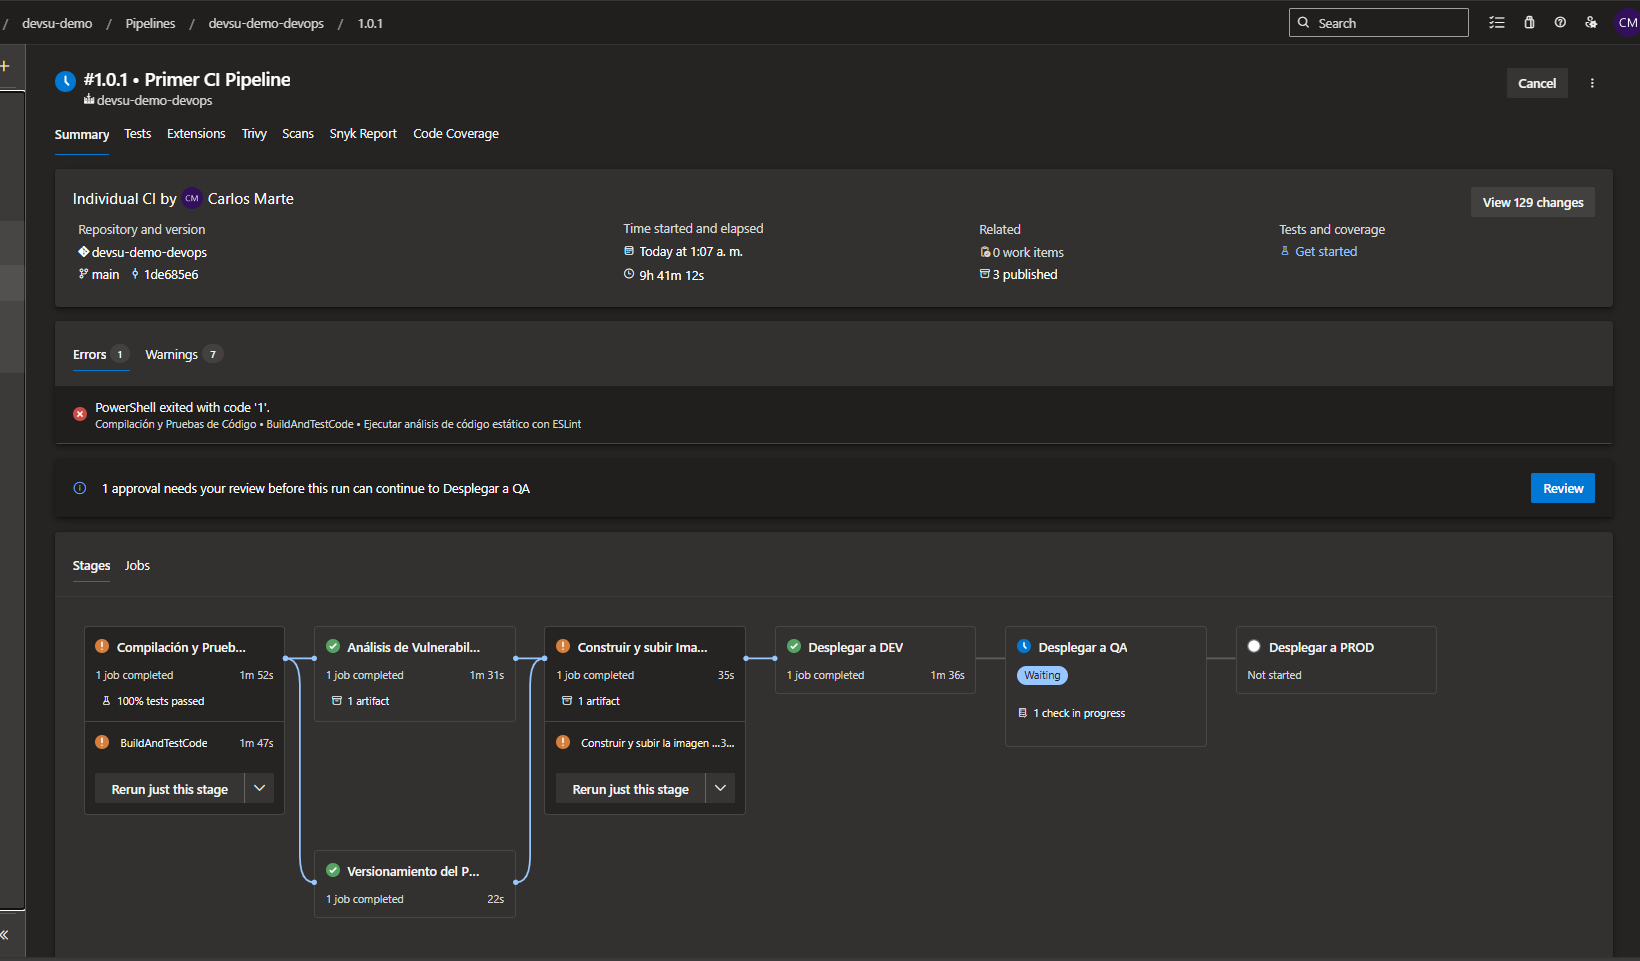 / devsu-demo / Pipelines / devsu-demo-devops / 1.0.1
Search
CM
#1.0.1 • Primer CI Pipeline
devsu-demo-devops
Cancel
Summary Tests Extensions Trivy Scans Snyk Report Code Coverage
Individual CI by CM Carlos Marte
View 129 changes
Repository and version
devsu-demo-devops
main 1de685e6
Time started and elapsed
Today at 1:07 a. m.
9h 41m 12s
Related
0 work items
3 published
Tests and coverage
Get started
Errors 1 Warnings 7
PowerShell exited with code '1'.
Compilación y Pruebas de Código • BuildAndTestCode • Ejecutar análisis de código estático con ESLint
1 approval needs your review before this run can continue to Desplegar a QA
Review
Stages Jobs
Compilación y Prueb...
1 job completed 1m 52s
100% tests passed
BuildAndTestCode 1m 47s
Rerun just this stage
Análisis de Vulnerabil...
1 job completed 1m 31s
1 artifact
Versionamiento del P...
1 job completed 22s
Construir y subir Ima...
1 job completed 35s
1 artifact
Construir y subir la imagen ...3...
Rerun just this stage
Desplegar a DEV
1 job completed 1m 36s
Desplegar a QA
Waiting
1 check in progress
Desplegar a PROD
Not started